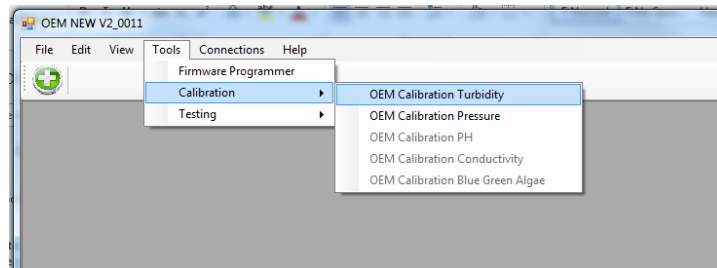 OEM NEW V2_0011
File Edit View Tools Connections Help
Firmware Programmer
Calibration
Testing
OEM Calibration Turbidity
OEM Calibration Pressure
OEM Calibration PH
OEM Calibration Conductivity
OEM Calibration Blue Green Algae